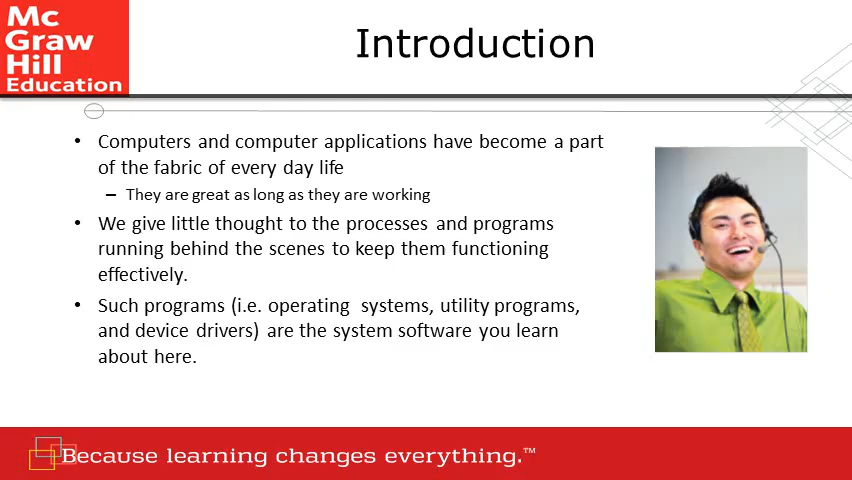 Mc
Graw
Hill
Education
Introduction
• Computers and computer applications have become a part
of the fabric of every day life
– They are great as long as they are working
• We give little thought to the processes and programs
running behind the scenes to keep them functioning
effectively.
• Such programs (i.e. operating systems, utility programs,
and device drivers) are the system software you learn
about here.
Because learning changes everything.™